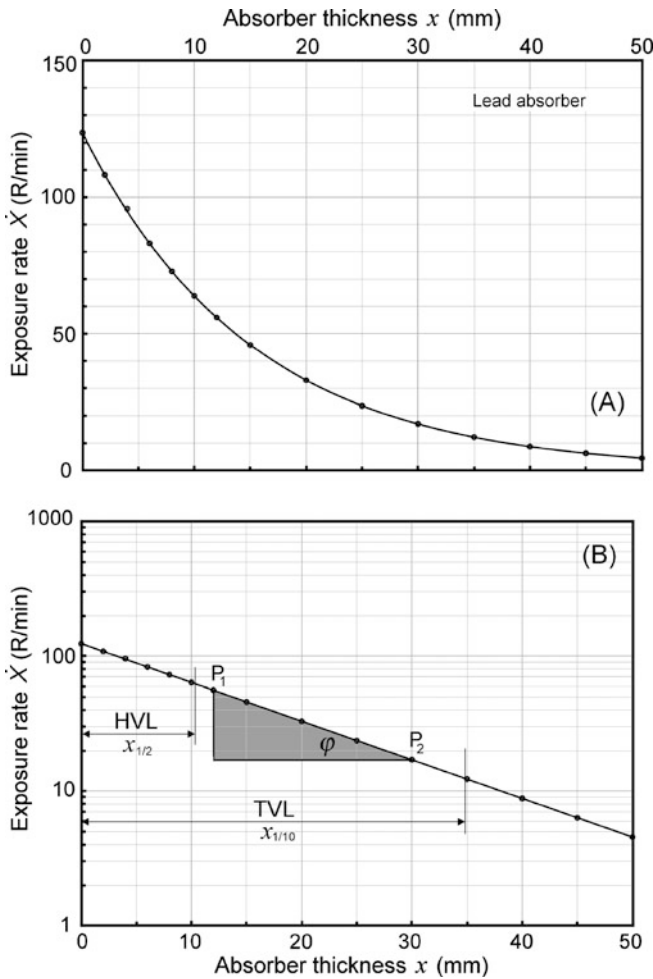 Absorber thickness x (mm)
0 10 12 20 25 30 40 50
150
100
50
0
Exposure rate Ẋ (R/min)
Lead absorber
(A)
1000
100
10
1
Exposure rate Ẋ (R/min)
(B)
P₁
HVL
x₁/₂
φ
P₂
TVL
x₁/₁₀
0 10 20 30 40 50
Absorber thickness x (mm)